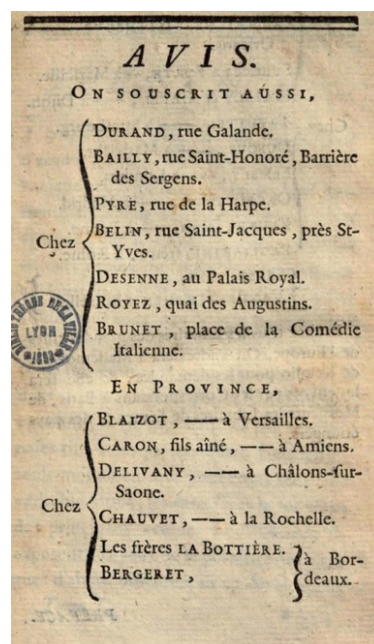 AVIS.
ON SOUSCRIT AUSSI,
DURAND, rue Galande.
BAILLY, rue Saint-Honoré, Barrière
des Sergens.
PYRE, rue de la Harpe.
Chez
BELIN, rue Saint-Jacques, près St-
Yves.
DESENNE, au Palais Royal.
ROYEZ, quai des Augustins.
BRUNET, place de la Comédie
Italienne.
LYON
EN PROVINCE,
BLAIZOT, —— à Versailles.
CARON, fils aîné, —— à Amiens.
DELIVANY, —— à Châlons-sur-
Saone.
Chez
CHAUVET, —— à la Rochelle.
Les frères LA BOTTIÈRE.
BERGERET,
à Bor-
deaux.